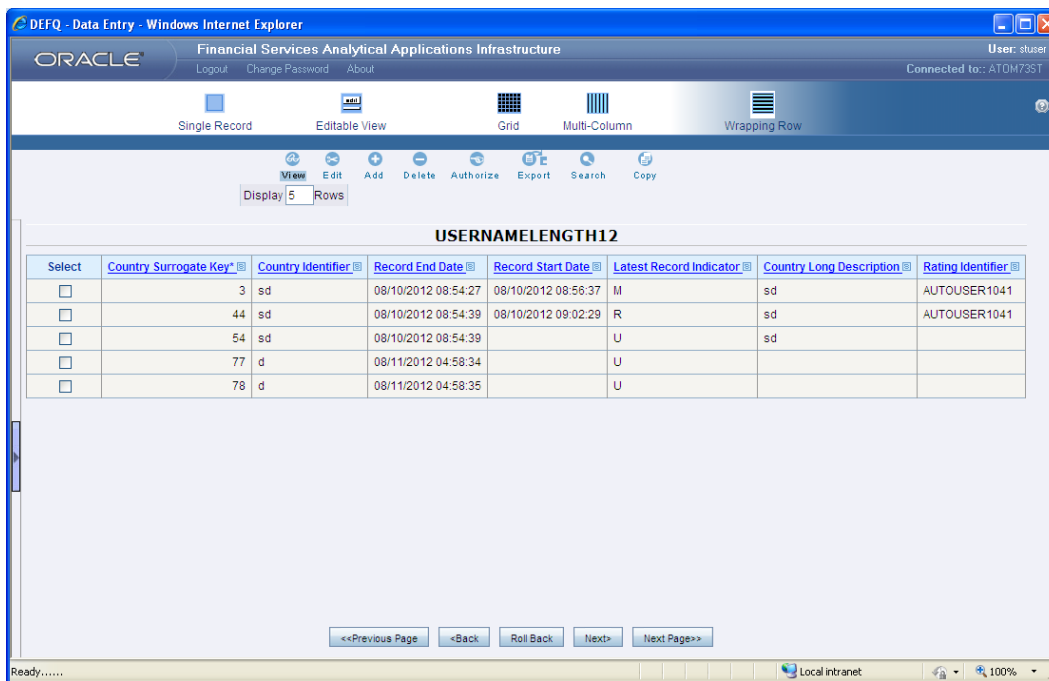 DEFQ - Data Entry - Windows Internet Explorer
ORACLE Financial Services Analytical Applications Infrastructure User: stuser
Logout Change Password About Connected to:: ATOM73ST
Single Record Editable View Grid Multi-Column Wrapping Row
View Edit Add Delete Authorize Export Search Copy
Display 5 Rows
USERNAMELENGTH12
Select Country Surrogate Key* Country Identifier Record End Date Record Start Date Latest Record Indicator Country Long Description Rating Identifier
3 sd 08/10/2012 08:54:27 08/10/2012 08:56:37 M sd AUTOUSER1041
44 sd 08/10/2012 08:54:39 08/10/2012 09:02:29 R sd AUTOUSER1041
54 sd 08/10/2012 08:54:39 U sd
77 d 08/11/2012 04:58:34 U
78 d 08/11/2012 04:58:35 U
<<Previous Page <Back Roll Back Next> Next Page>>
Ready...... Local intranet 100%